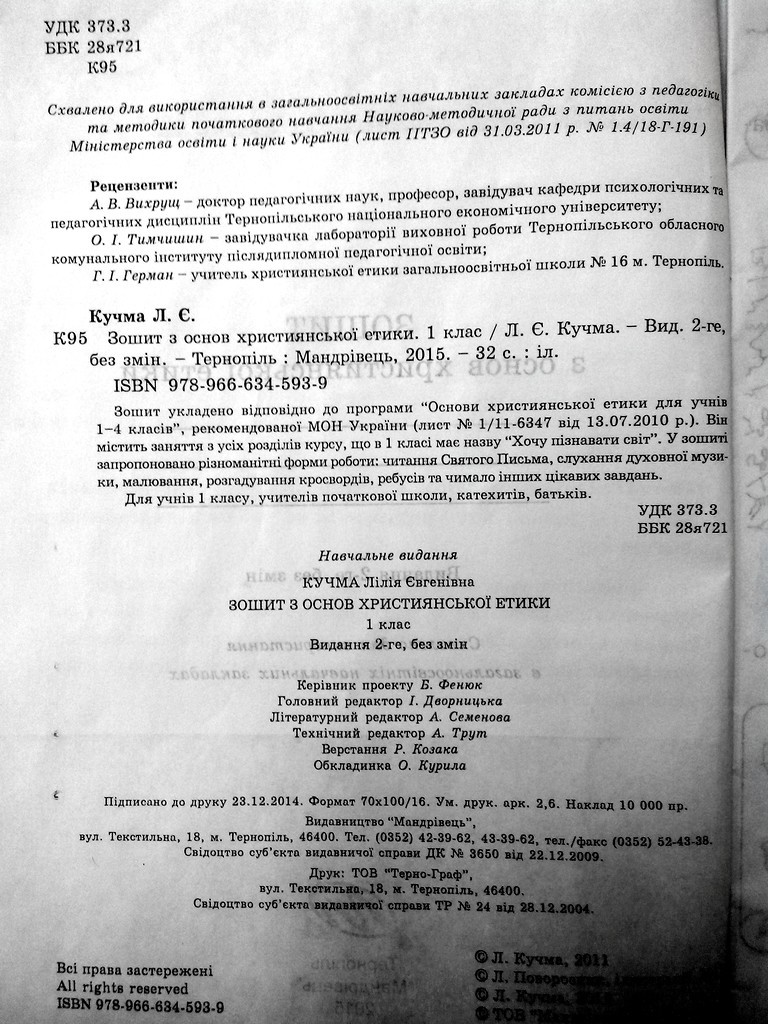 УДК 373.3
ББК 28я721
К95
Схвалено для використання в загальноосвітніх навчальних закладах комісією з педагогіки
та методики початкового навчання Науково-методичної ради з питань освіти
Міністерства освіти і науки України (лист ІІТЗО від 31.03.2011 р. № 1.4/18-Г-191)
Рецензенти:
А. В. Вихрущ – доктор педагогічних наук, професор, завідувач кафедри психологічних та
педагогічних дисциплін Тернопільського національного економічного університету;
О. І. Тимчишин – завідувачка лабораторії виховної роботи Тернопільського обласного
комунального інституту післядипломної педагогічної освіти;
Г. І. Герман – учитель християнської етики загальноосвітньої школи № 16 м. Тернопіль.
Кучма Л. Є.
К95 Зошит з основ християнської етики. 1 клас / Л. Є. Кучма. – Вид. 2-ге,
без змін. – Тернопіль : Мандрівець, 2015. – 32 с. : іл.
ISBN 978-966-634-593-9
Зошит укладено відповідно до програми “Основи християнської етики для учнів
1–4 класів”, рекомендованої МОН України (лист № 1/11-6347 від 13.07.2010 р.). Він
містить заняття з усіх розділів курсу, що в 1 класі має назву “Хочу пізнавати світ”. У зошиті
запропоновано різноманітні форми роботи: читання Святого Письма, слухання духовної музи-
ки, малювання, розгадування кросвордів, ребусів та чимало інших цікавих завдань.
Для учнів 1 класу, учителів початкової школи, катехитів, батьків.
УДК 373.3
ББК 28я721
Навчальне видання
КУЧМА Лілія Євгенівна
ЗОШИТ З ОСНОВ ХРИСТИЯНСЬКОЇ ЕТИКИ
1 клас
Видання 2-ге, без змін
Керівник проекту Б. Фенюк
Головний редактор І. Дворницька
Літературний редактор А. Семенова
Технічний редактор А. Трут
Верстання Р. Козака
Обкладинка О. Курила
Підписано до друку 23.12.2014. Формат 70х100/16. Ум. друк. арк. 2,6. Наклад 10 000 пр.
Видавництво “Мандрівець”,
вул. Текстильна, 18, м. Тернопіль, 46400. Тел. (0352) 42-39-62, 43-39-62, тел./факс (0352) 52-43-38.
Свідоцтво суб’єкта видавничої справи ДК № 3650 від 22.12.2009.
Друк: ТОВ “Терно-Граф”,
вул. Текстильна, 18, м. Тернопіль, 46400.
Свідоцтво суб’єкта видавничої справи ТР № 24 від 28.12.2004.
Всі права застережені
All rights reserved
ISBN 978-966-634-593-9
© Л. Кучма, 2011
© Л.
© Л. Кучма,
© ТОВ